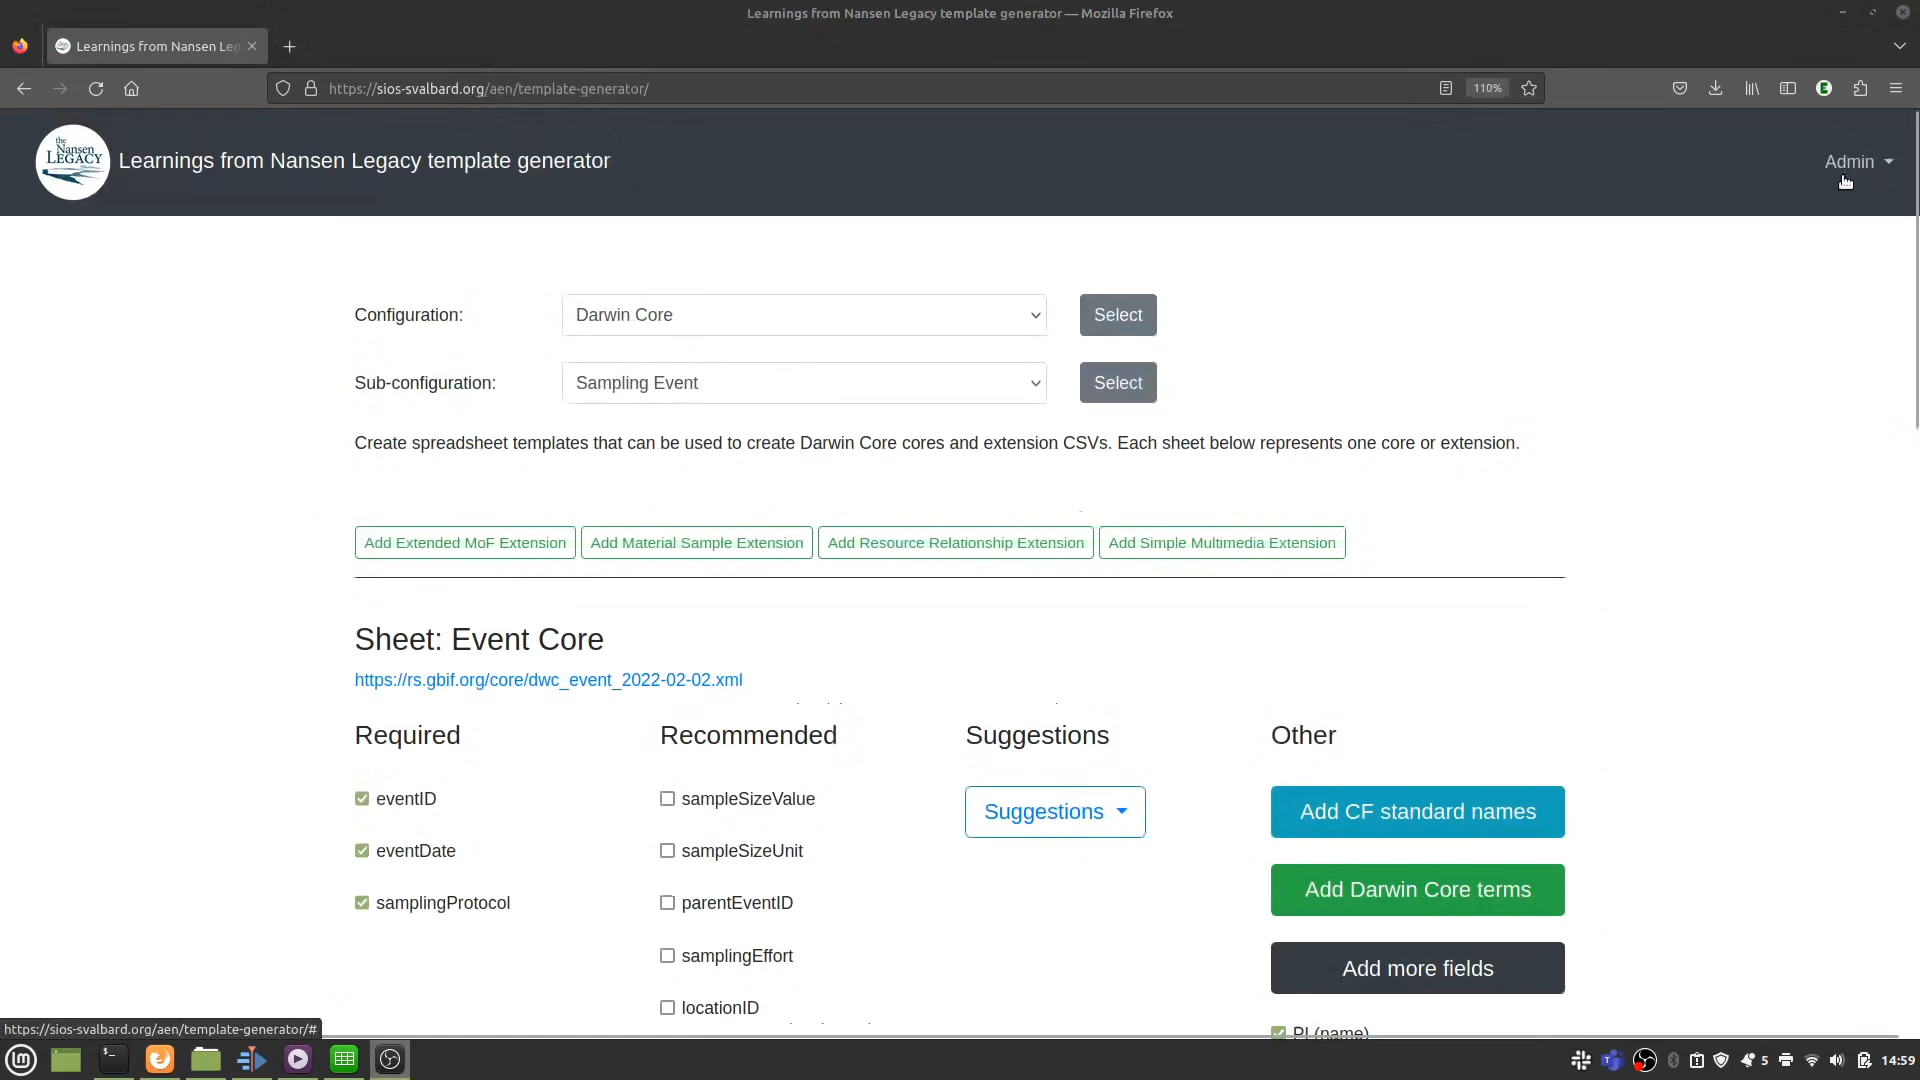 Learnings from Nansen Legacy template generator — Mozilla Firefox
Learnings from Nansen Leg
https://sios-svalbard.org/aen/template-generator/
110%
the Nansen LEGACY
Learnings from Nansen Legacy template generator
Admin
Configuration:
Darwin Core
Select
Sub-configuration:
Sampling Event
Select
Create spreadsheet templates that can be used to create Darwin Core cores and extension CSVs. Each sheet below represents one core or extension.
Add Extended MoF Extension
Add Material Sample Extension
Add Resource Relationship Extension
Add Simple Multimedia Extension
Sheet: Event Core
https://rs.gbif.org/core/dwc_event_2022-02-02.xml
Required
Recommended
Suggestions
Other
eventID
sampleSizeValue
Suggestions
Add CF standard names
eventDate
sampleSizeUnit
Add Darwin Core terms
samplingProtocol
parentEventID
samplingEffort
Add more fields
locationID
PI (name)
https://sios-svalbard.org/aen/template-generator/#
5
14:59